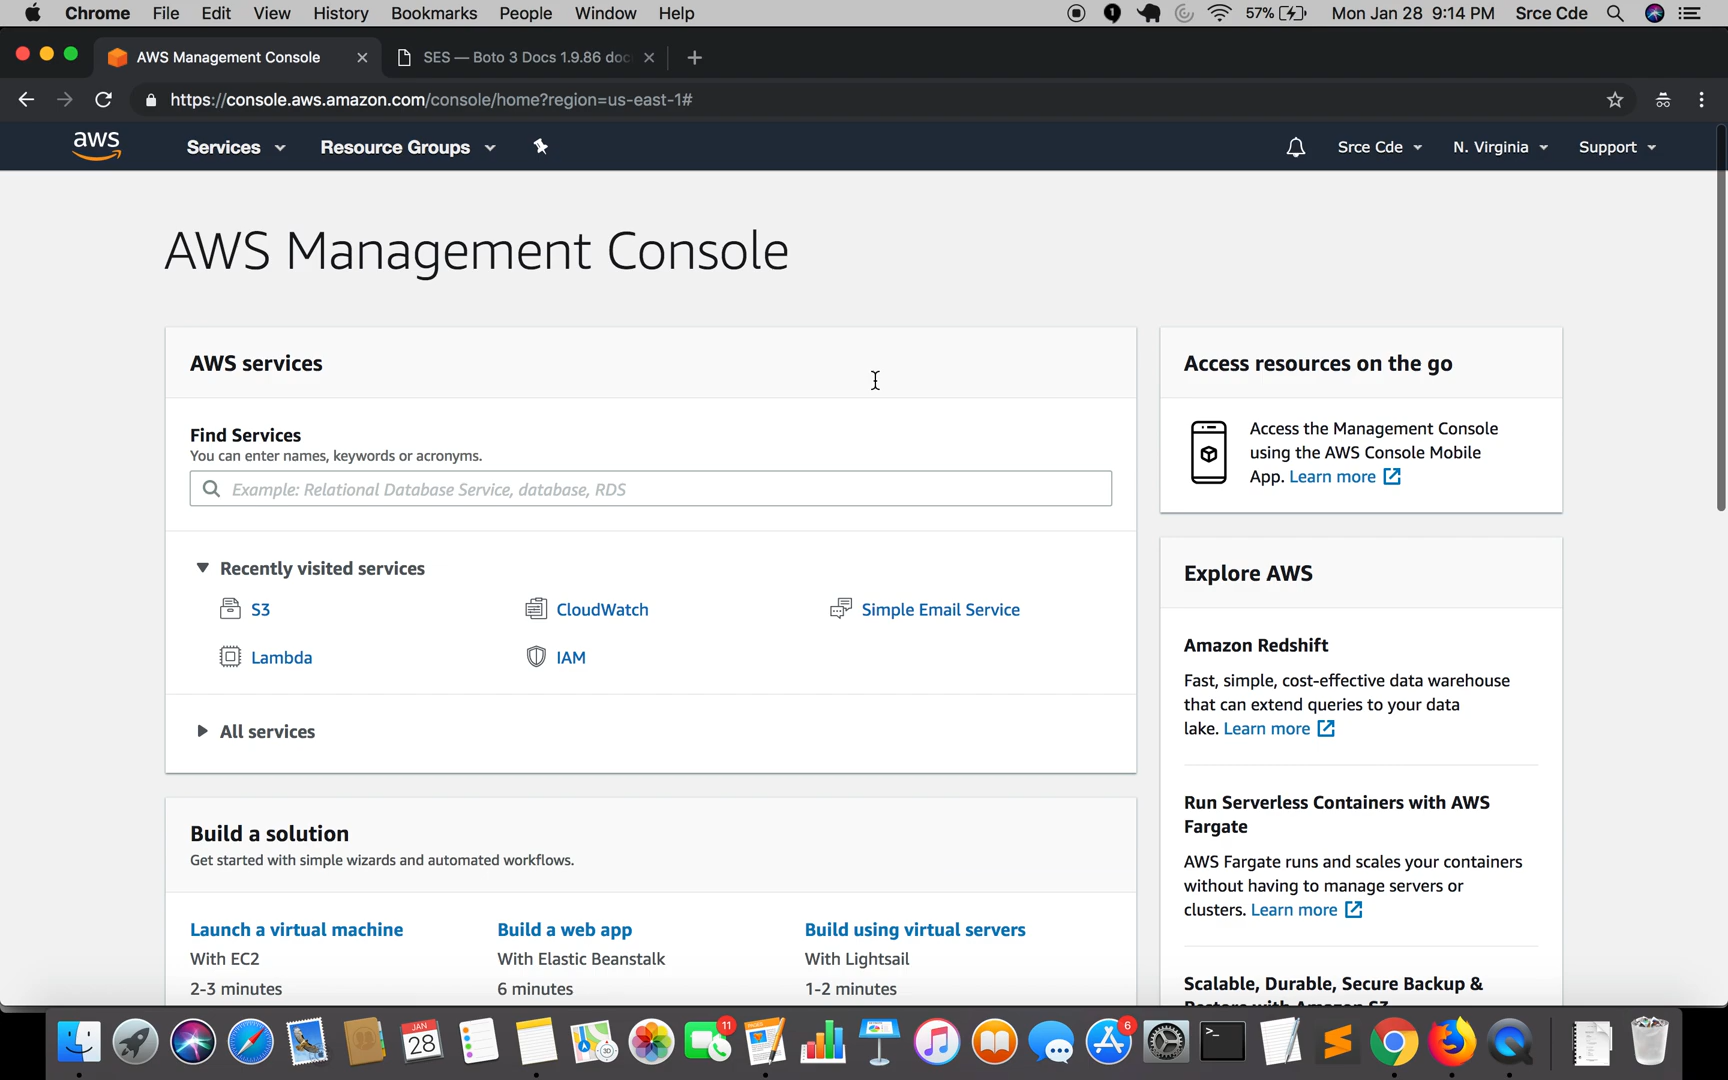 Chrome File Edit View History Bookmarks People Window Help 1 57% Mon Jan 28 9:14 PM Srce Cde
AWS Management Console SES — Boto 3 Docs 1.9.86 doc
https://console.aws.amazon.com/console/home?region=us-east-1#
aws Services Resource Groups Srce Cde N. Virginia Support
AWS Management Console
AWS services
Find Services
You can enter names, keywords or acronyms.
Example: Relational Database Service, database, RDS
Recently visited services
S3 CloudWatch Simple Email Service
Lambda IAM
All services
Build a solution
Get started with simple wizards and automated workflows.
Launch a virtual machine Build a web app Build using virtual servers
With EC2 With Elastic Beanstalk With Lightsail
2-3 minutes 6 minutes 1-2 minutes
Access resources on the go
Access the Management Console
using the AWS Console Mobile
App. Learn more
Explore AWS
Amazon Redshift
Fast, simple, cost-effective data warehouse
that can extend queries to your data
lake. Learn more
Run Serverless Containers with AWS
Fargate
AWS Fargate runs and scales your containers
without having to manage servers or
clusters. Learn more
Scalable, Durable, Secure Backup &
Restore with Amazon S3
JAN
28
11
PAGES
6